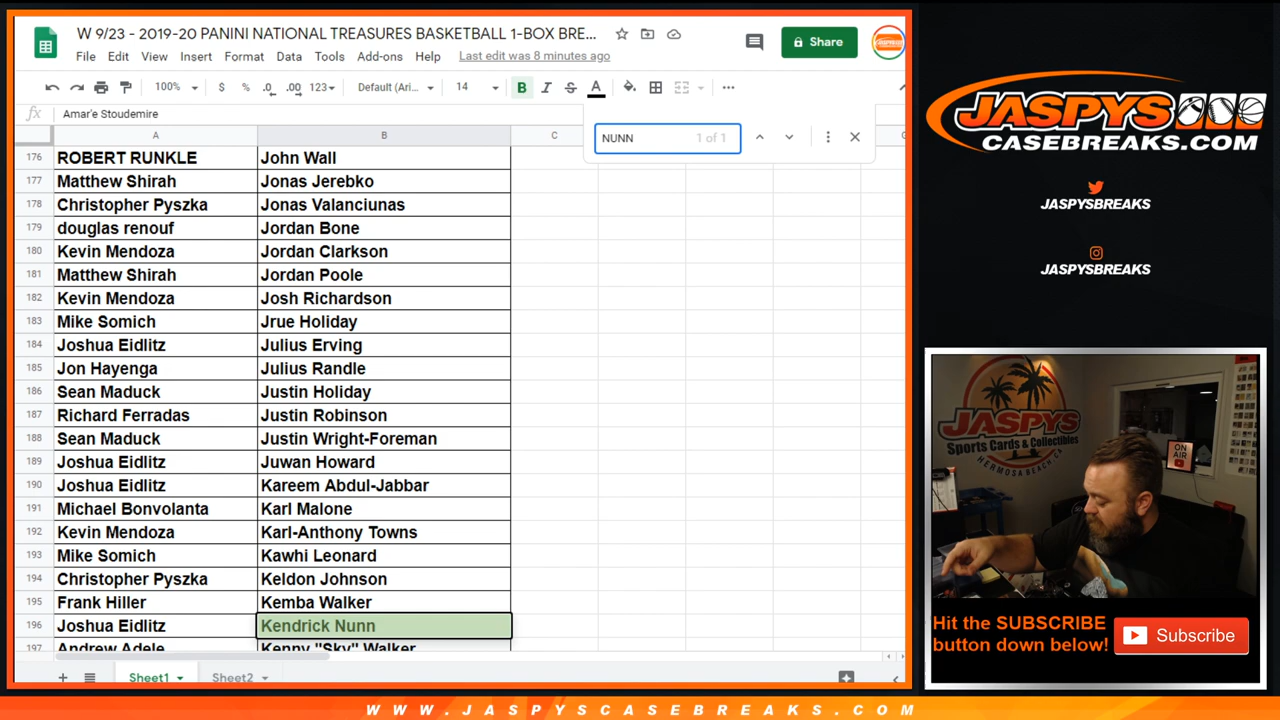 W 9/23 - 2019-20 PANINI NATIONAL TREASURES BASKETBALL 1-BOX BRE...
File Edit View Insert Format Data Tools Add-ons Help Last edit was 8 minutes ago
Share
100% $ % .0 .00 123 Default (Ari... 14 B I S A
fx Amar'e Stoudemire
NUNN 1 of 1
A B C
176 ROBERT RUNKLE John Wall
177 Matthew Shirah Jonas Jerebko
178 Christopher Pyszka Jonas Valanciunas
179 douglas renouf Jordan Bone
180 Kevin Mendoza Jordan Clarkson
181 Matthew Shirah Jordan Poole
182 Kevin Mendoza Josh Richardson
183 Mike Somich Jrue Holiday
184 Joshua Eidlitz Julius Erving
185 Jon Hayenga Julius Randle
186 Sean Maduck Justin Holiday
187 Richard Ferradas Justin Robinson
188 Sean Maduck Justin Wright-Foreman
189 Joshua Eidlitz Juwan Howard
190 Joshua Eidlitz Kareem Abdul-Jabbar
191 Michael Bonvolanta Karl Malone
192 Kevin Mendoza Karl-Anthony Towns
193 Mike Somich Kawhi Leonard
194 Christopher Pyszka Keldon Johnson
195 Frank Hiller Kemba Walker
196 Joshua Eidlitz Kendrick Nunn
197 Andrew Adele Kenny "Sky" Walker
Sheet1 Sheet2
JASPYS
CASEBREAKS.COM
JASPYSBREAKS
JASPYSBREAKS
JASPYS
Sports Cards & Collectibles
HERMOSA BEACH, CA
ON
AIR
Hit the SUBSCRIBE
button down below!
Subscribe
WWW.JASPYSCASEBREAKS.COM